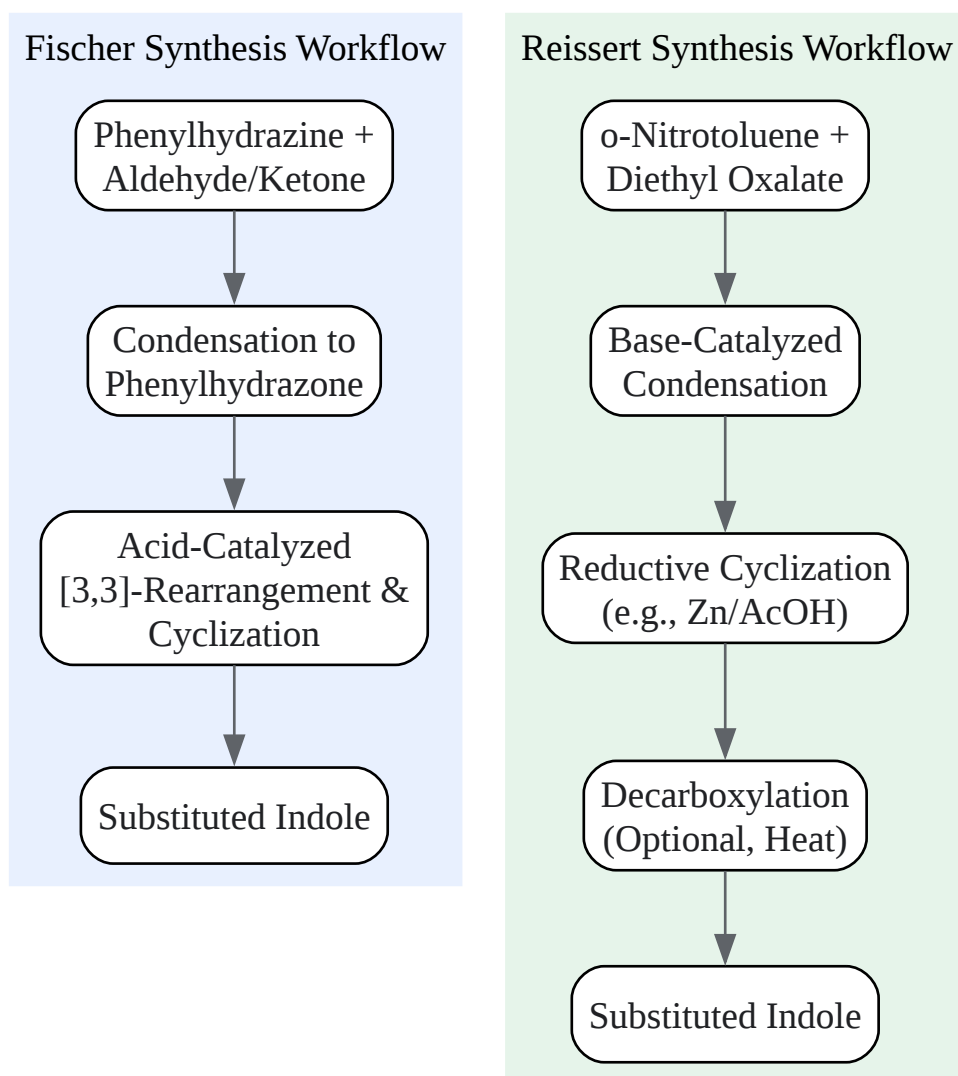 Fischer Synthesis Workflow
Phenylhydrazine +
Aldehyde/Ketone
Condensation to
Phenylhydrazone
Acid-Catalyzed
[3,3]-Rearrangement &
Cyclization
Substituted Indole
Reissert Synthesis Workflow
o-Nitrotoluene +
Diethyl Oxalate
Base-Catalyzed
Condensation
Reductive Cyclization
(e.g., Zn/AcOH)
Decarboxylation
(Optional, Heat)
Substituted Indole